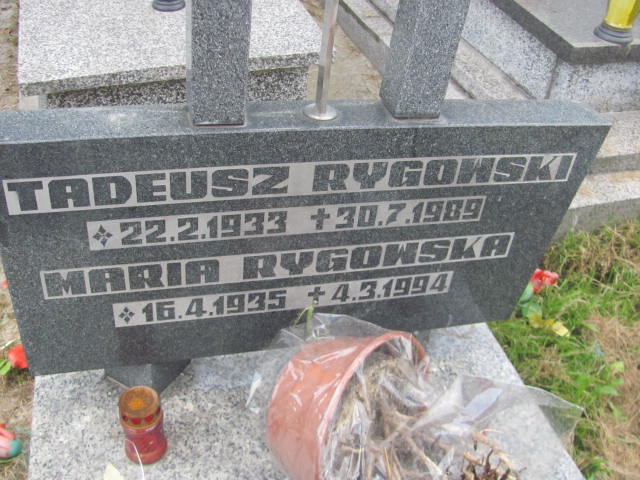 TADEUSZ RYGOWSKI
22.2.1933 ✝30.7.1989
MARIA RYGOWSKA
16.4.1935 ✝4.3.1994